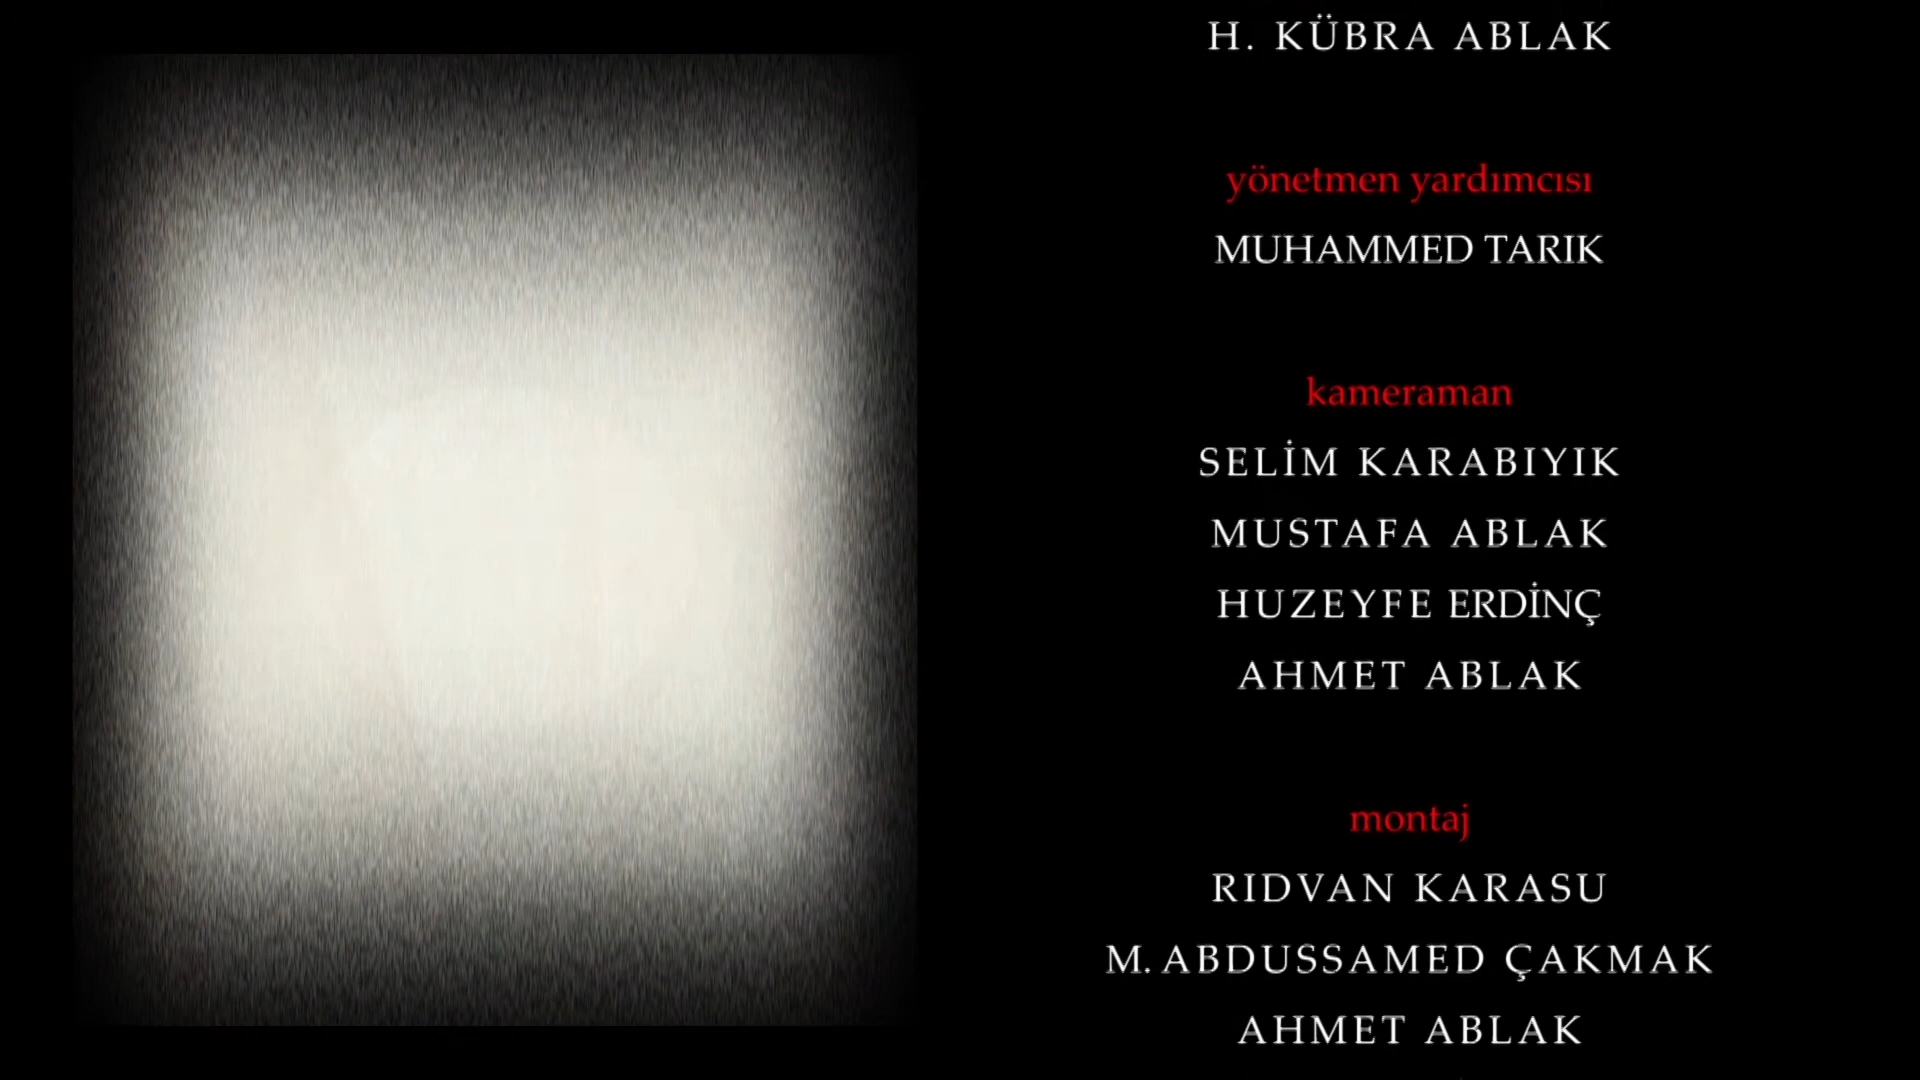 H. KÜBRA ABLAK
yönetmen yardımcısı
MUHAMMED TARIK
kameraman
SELİM KARABIYIK
MUSTAFA ABLAK
HUZEYFE ERDİNÇ
AHMET ABLAK
montaj
RIDVAN KARASU
M. ABDUSSAMED ÇAKMAK
AHMET ABLAK